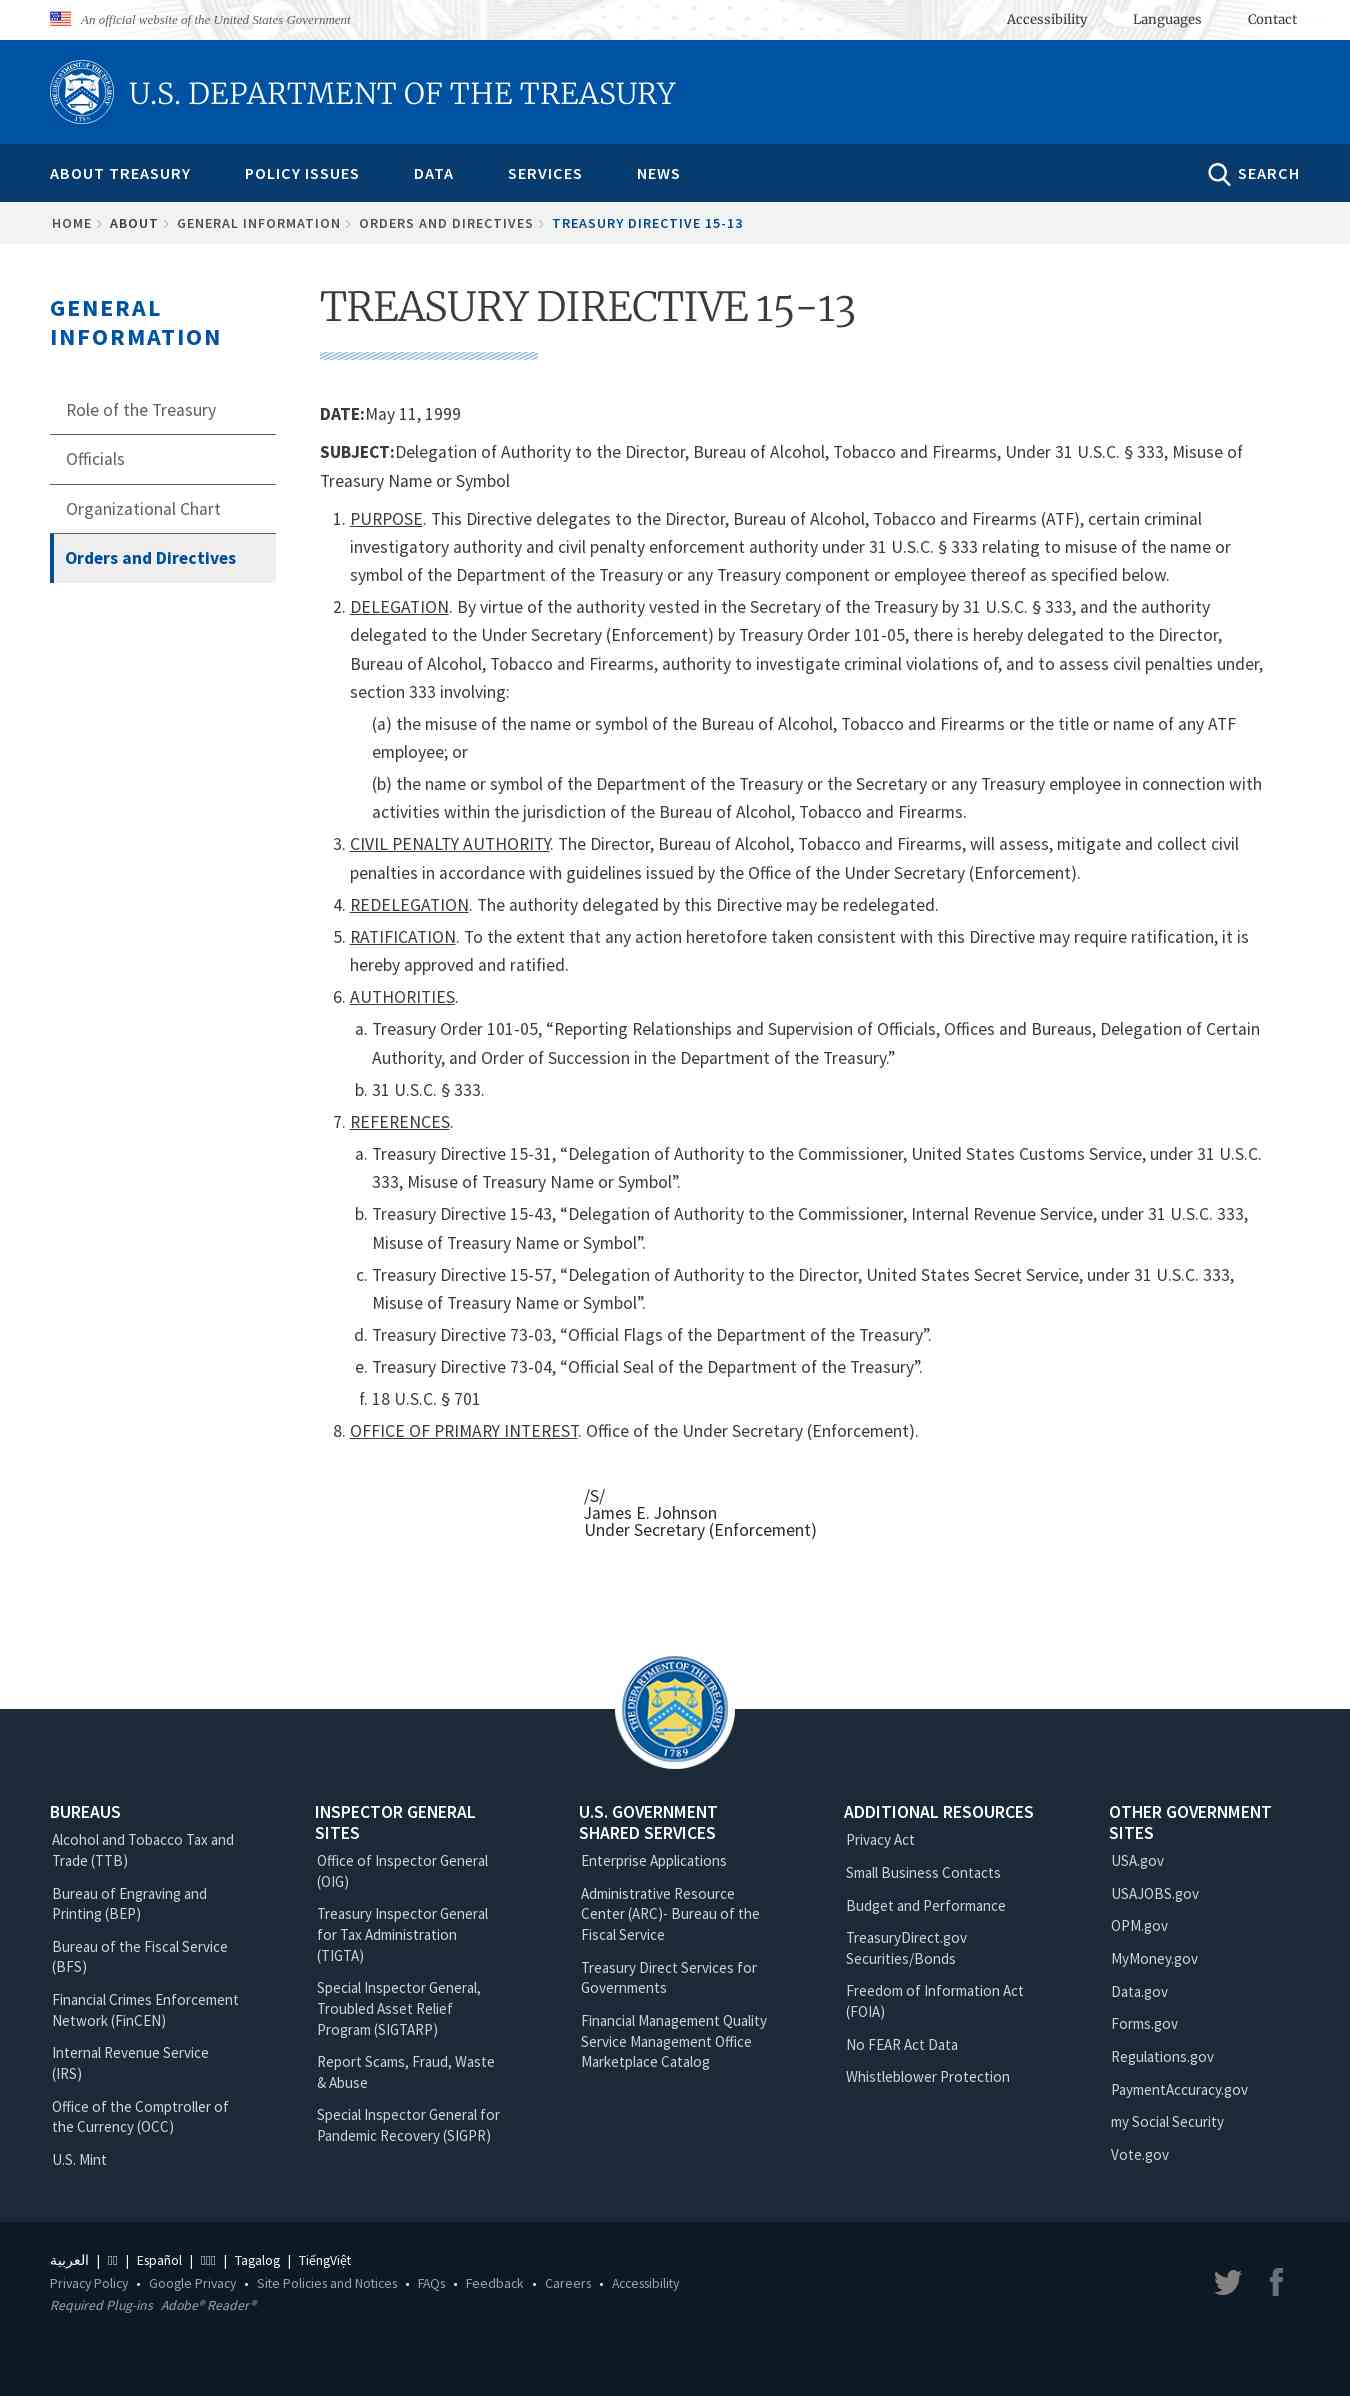 An official website of the United States Government
Accessibility
Languages
Contact
U.S. DEPARTMENT OF THE TREASURY
ABOUT TREASURY
POLICY ISSUES
DATA
SERVICES
NEWS
SEARCH
HOME
ABOUT
GENERAL INFORMATION
ORDERS AND DIRECTIVES
TREASURY DIRECTIVE 15-13
GENERAL
INFORMATION
Role of the Treasury
Officials
Organizational Chart
Orders and Directives
TREASURY DIRECTIVE 15-13
DATE:May 11, 1999
SUBJECT:Delegation of Authority to the Director, Bureau of Alcohol, Tobacco and Firearms, Under 31 U.S.C. § 333, Misuse of
Treasury Name or Symbol
1. PURPOSE. This Directive delegates to the Director, Bureau of Alcohol, Tobacco and Firearms (ATF), certain criminal
investigatory authority and civil penalty enforcement authority under 31 U.S.C. § 333 relating to misuse of the name or
symbol of the Department of the Treasury or any Treasury component or employee thereof as specified below.
2. DELEGATION. By virtue of the authority vested in the Secretary of the Treasury by 31 U.S.C. § 333, and the authority
delegated to the Under Secretary (Enforcement) by Treasury Order 101-05, there is hereby delegated to the Director,
Bureau of Alcohol, Tobacco and Firearms, authority to investigate criminal violations of, and to assess civil penalties under,
section 333 involving:
(a) the misuse of the name or symbol of the Bureau of Alcohol, Tobacco and Firearms or the title or name of any ATF
employee; or
(b) the name or symbol of the Department of the Treasury or the Secretary or any Treasury employee in connection with
activities within the jurisdiction of the Bureau of Alcohol, Tobacco and Firearms.
3. CIVIL PENALTY AUTHORITY. The Director, Bureau of Alcohol, Tobacco and Firearms, will assess, mitigate and collect civil
penalties in accordance with guidelines issued by the Office of the Under Secretary (Enforcement).
4. REDELEGATION. The authority delegated by this Directive may be redelegated.
5. RATIFICATION. To the extent that any action heretofore taken consistent with this Directive may require ratification, it is
hereby approved and ratified.
6. AUTHORITIES.
a. Treasury Order 101-05, “Reporting Relationships and Supervision of Officials, Offices and Bureaus, Delegation of Certain
Authority, and Order of Succession in the Department of the Treasury.”
b. 31 U.S.C. § 333.
7. REFERENCES.
a. Treasury Directive 15-31, “Delegation of Authority to the Commissioner, United States Customs Service, under 31 U.S.C.
333, Misuse of Treasury Name or Symbol”.
b. Treasury Directive 15-43, “Delegation of Authority to the Commissioner, Internal Revenue Service, under 31 U.S.C. 333,
Misuse of Treasury Name or Symbol”.
c. Treasury Directive 15-57, “Delegation of Authority to the Director, United States Secret Service, under 31 U.S.C. 333,
Misuse of Treasury Name or Symbol”.
d. Treasury Directive 73-03, “Official Flags of the Department of the Treasury”.
e. Treasury Directive 73-04, “Official Seal of the Department of the Treasury”.
f. 18 U.S.C. § 701
8. OFFICE OF PRIMARY INTEREST. Office of the Under Secretary (Enforcement).
/S/
James E. Johnson
Under Secretary (Enforcement)
THE DEPARTMENT OF THE TREASURY
1789
BUREAUS
Alcohol and Tobacco Tax and
Trade (TTB)
Bureau of Engraving and
Printing (BEP)
Bureau of the Fiscal Service
(BFS)
Financial Crimes Enforcement
Network (FinCEN)
Internal Revenue Service
(IRS)
Office of the Comptroller of
the Currency (OCC)
U.S. Mint
INSPECTOR GENERAL
SITES
Office of Inspector General
(OIG)
Treasury Inspector General
for Tax Administration
(TIGTA)
Special Inspector General,
Troubled Asset Relief
Program (SIGTARP)
Report Scams, Fraud, Waste
& Abuse
Special Inspector General for
Pandemic Recovery (SIGPR)
U.S. GOVERNMENT
SHARED SERVICES
Enterprise Applications
Administrative Resource
Center (ARC)- Bureau of the
Fiscal Service
Treasury Direct Services for
Governments
Financial Management Quality
Service Management Office
Marketplace Catalog
ADDITIONAL RESOURCES
Privacy Act
Small Business Contacts
Budget and Performance
TreasuryDirect.gov
Securities/Bonds
Freedom of Information Act
(FOIA)
No FEAR Act Data
Whistleblower Protection
OTHER GOVERNMENT
SITES
USA.gov
USAJOBS.gov
OPM.gov
MyMoney.gov
Data.gov
Forms.gov
Regulations.gov
PaymentAccuracy.gov
my Social Security
Vote.gov
العربية | | Español | | Tagalog | TiếngViệt
Privacy Policy • Google Privacy • Site Policies and Notices • FAQs • Feedback • Careers • Accessibility
Required Plug-ins Adobe® Reader®